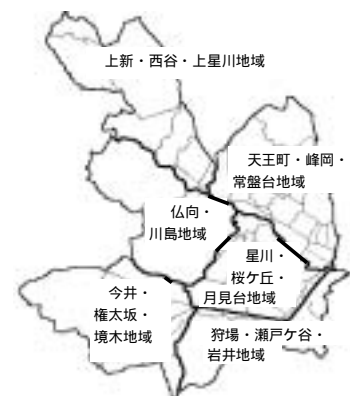 上新・西谷・上星川地域
天王町・峰岡・
常盤台地域
仏向・
川島地域
星川・
桜ケ丘・
月見台地域
今井・
権太坂・
境木地域
狩場・瀬戸ケ谷・
岩井地域